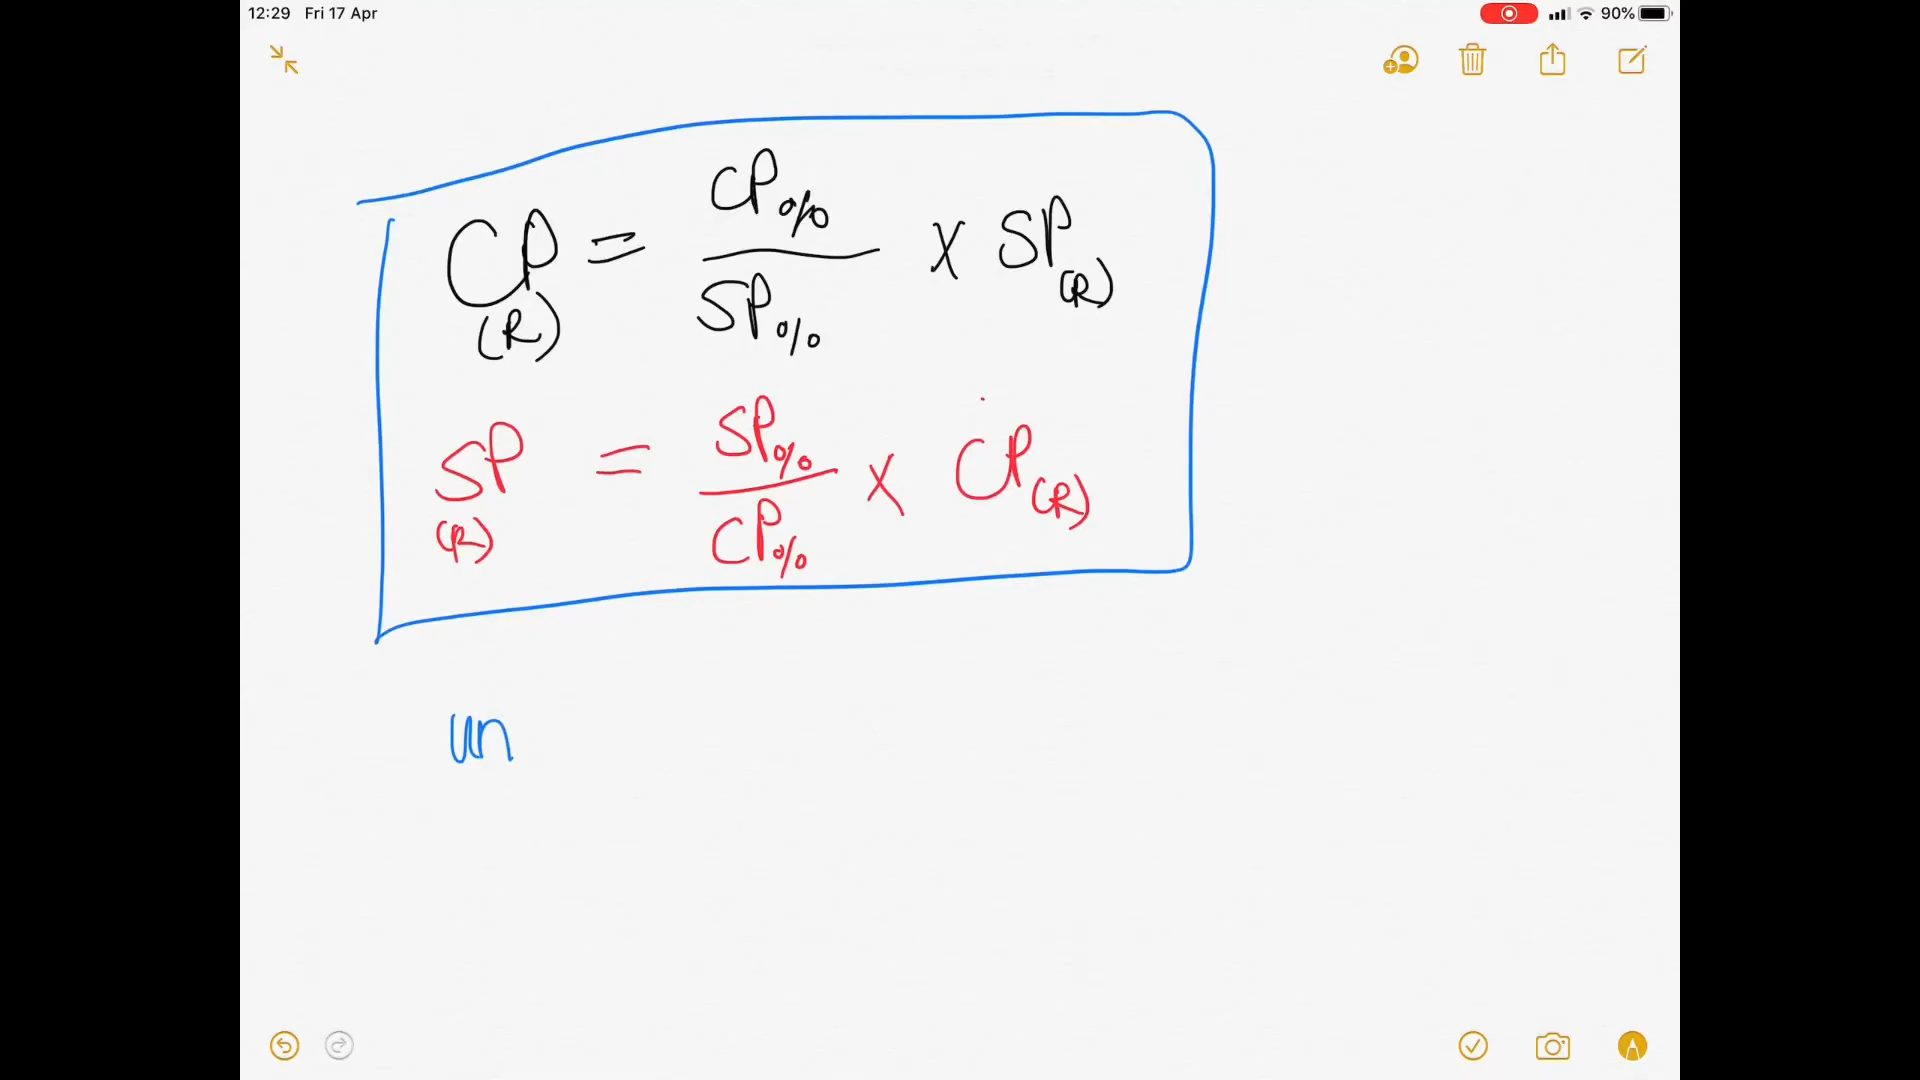 12:29 Fri 17 Apr 90%
CP(R) = CP% / SP% x SP(R)
SP(R) = SP% / CP% x CP(R)
un